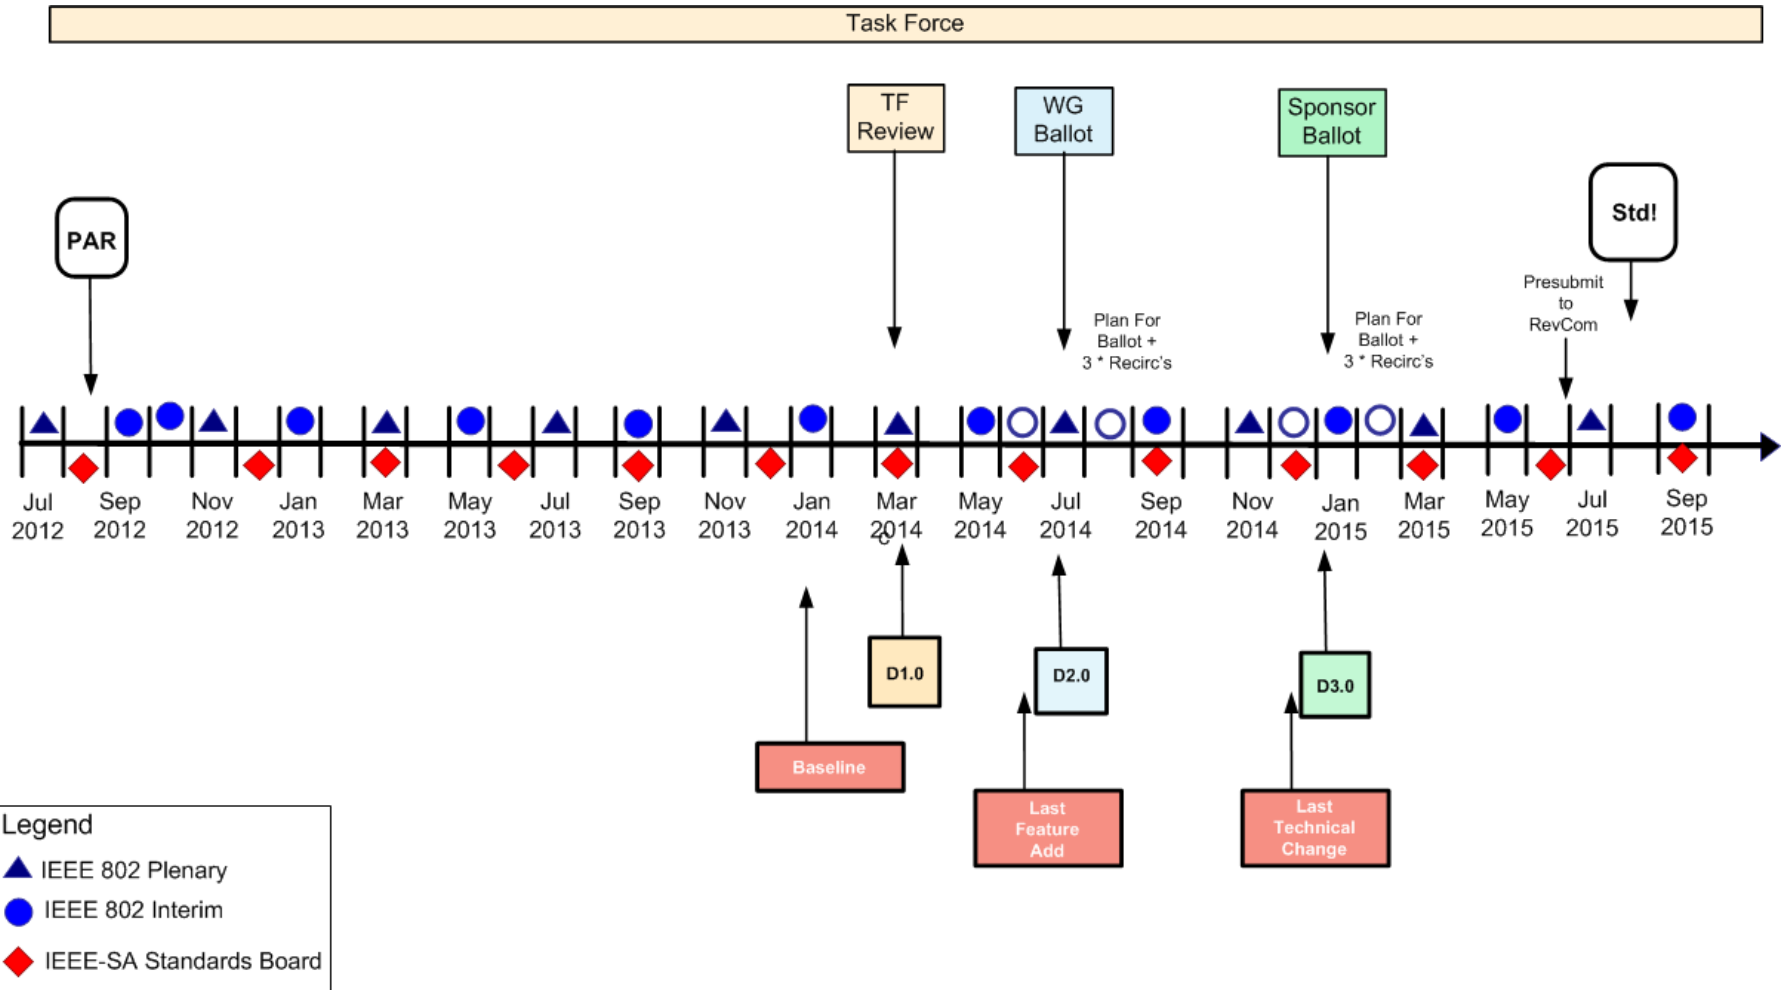 Task Force
TF
Review
WG
Ballot
Sponsor
Ballot
PAR
Std!
Presubmit
to
RevCom
Plan For
Ballot +
3 * Recirc's
Plan For
Ballot +
3 * Recirc's
Jul
2012
Sep
2012
Nov
2012
Jan
2013
Mar
2013
May
2013
Jul
2013
Sep
2013
Nov
2013
Jan
2014
Mar
2014
c
May
2014
Jul
2014
Sep
2014
Nov
2014
Jan
2015
Mar
2015
May
2015
Jul
2015
Sep
2015
D1.0
D2.0
D3.0
Baseline
Last
Feature
Add
Last
Technical
Change
Legend
IEEE 802 Plenary
IEEE 802 Interim
IEEE-SA Standards Board